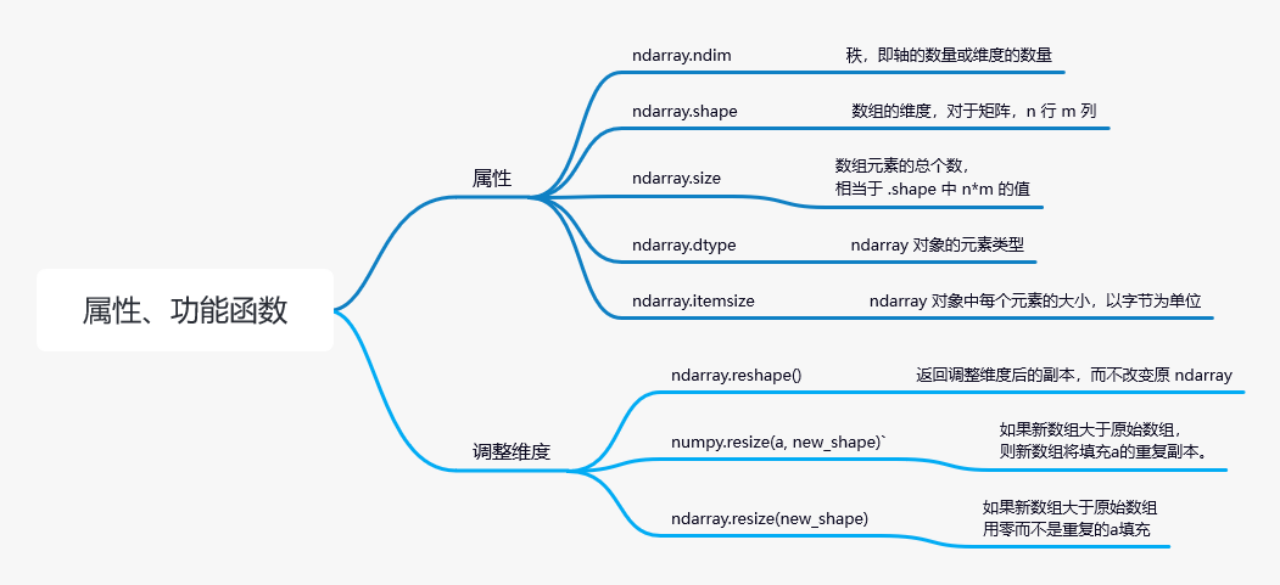 属性、功能函数
属性
ndarray.ndim 秩，即轴的数量或维度的数量
ndarray.shape 数组的维度，对于矩阵，n 行 m 列
ndarray.size 数组元素的总个数，
相当于 .shape 中 n*m 的值
ndarray.dtype ndarray 对象的元素类型
ndarray.itemsize ndarray 对象中每个元素的大小，以字节为单位
调整维度
ndarray.reshape() 返回调整维度后的副本，而不改变原 ndarray
numpy.resize(a, new_shape)` 如果新数组大于原始数组，
则新数组将填充a的重复副本。
ndarray.resize(new_shape) 如果新数组大于原始数组
用零而不是重复的a填充